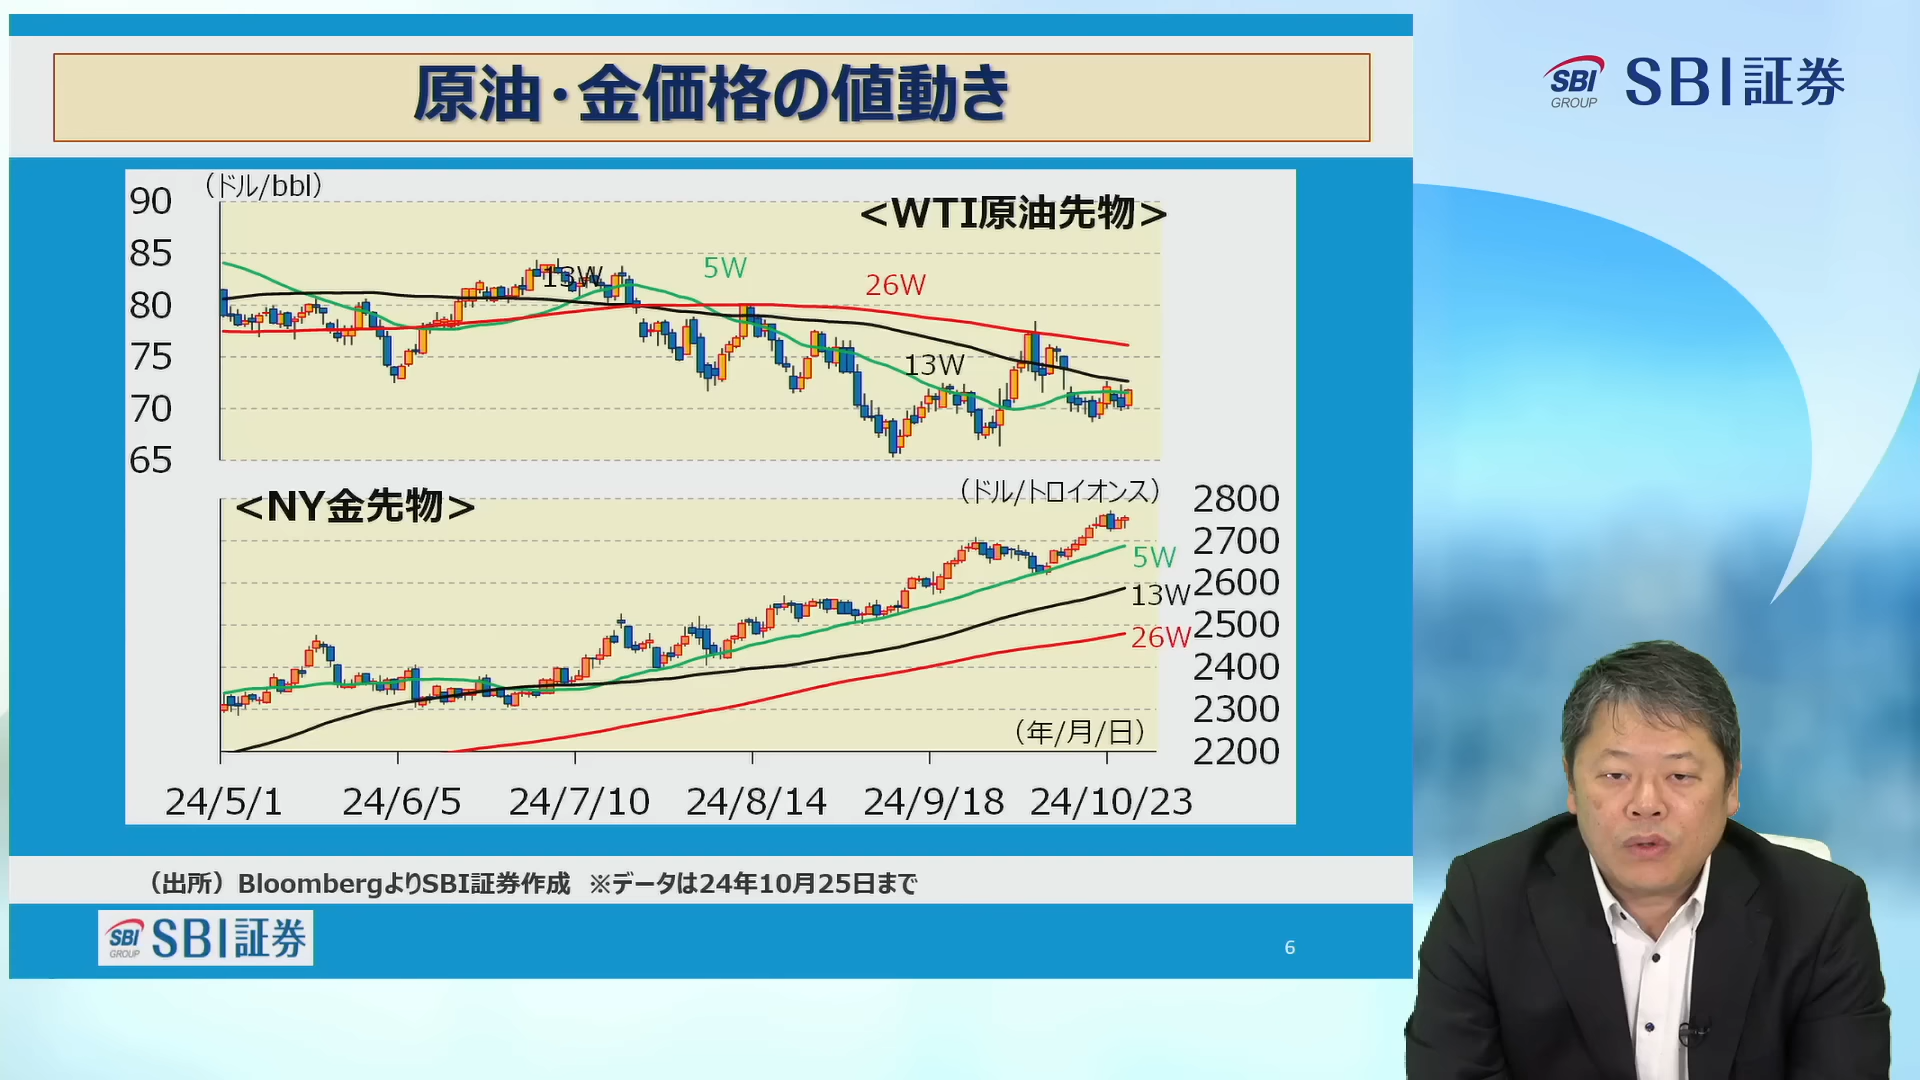 原油・金価格の値動き
SBI
GROUP
SBI証券
(ドル/bbl)
<WTI原油先物>
90
85
80
75
70
65
13W
5W
26W
13W
<NY金先物>
(ドル/トロイオンス)
2800
2700
2600
2500
2400
2300
2200
5W
13W
26W
(年/月/日)
24/5/1 24/6/5 24/7/10 24/8/14 24/9/18 24/10/23
(出所) BloombergよりSBI証券作成 ※データは24年10月25日まで
SBI
GROUP
SBI証券
6